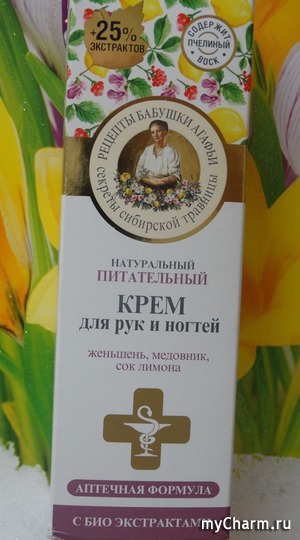 +25%
ЭКСТРАКТОВ
СОДЕРЖИТ
ПЧЕЛИНЫЙ
ВОСК
РЕЦЕПТЫ БАБУШКИ АГАФЬИ
секреты сибирской травницы
НАТУРАЛЬНЫЙ
ПИТАТЕЛЬНЫЙ
КРЕМ
для рук и ногтей
женьшень, медовник,
сок лимона
АПТЕЧНАЯ ФОРМУЛА
С БИО ЭКСТРАКТАМИ
myCharm.ru